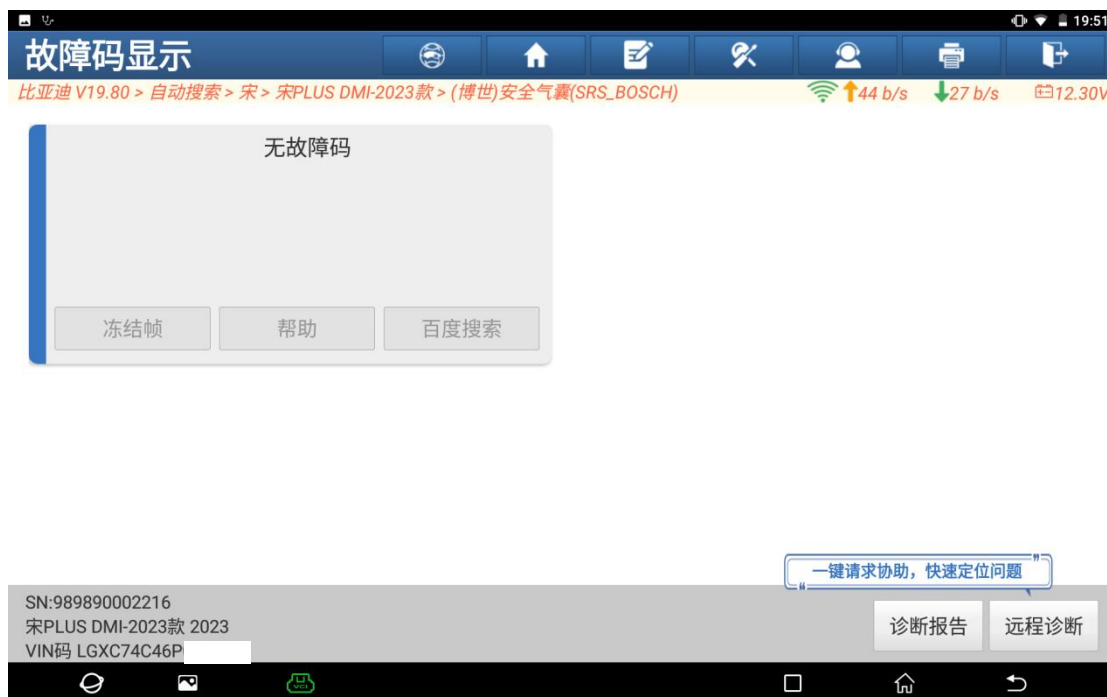 19:51
故障码显示
比亚迪 V19.80 > 自动搜索 > 宋 > 宋PLUS DMI-2023款 > (博世)安全气囊(SRS_BOSCH) 44 b/s 27 b/s 12.30V
无故障码
冻结帧 帮助 百度搜索
一键请求协助，快速定位问题
SN:989890002216
宋PLUS DMI-2023款 2023
VIN码 LGXC74C46P
诊断报告 远程诊断
VCI